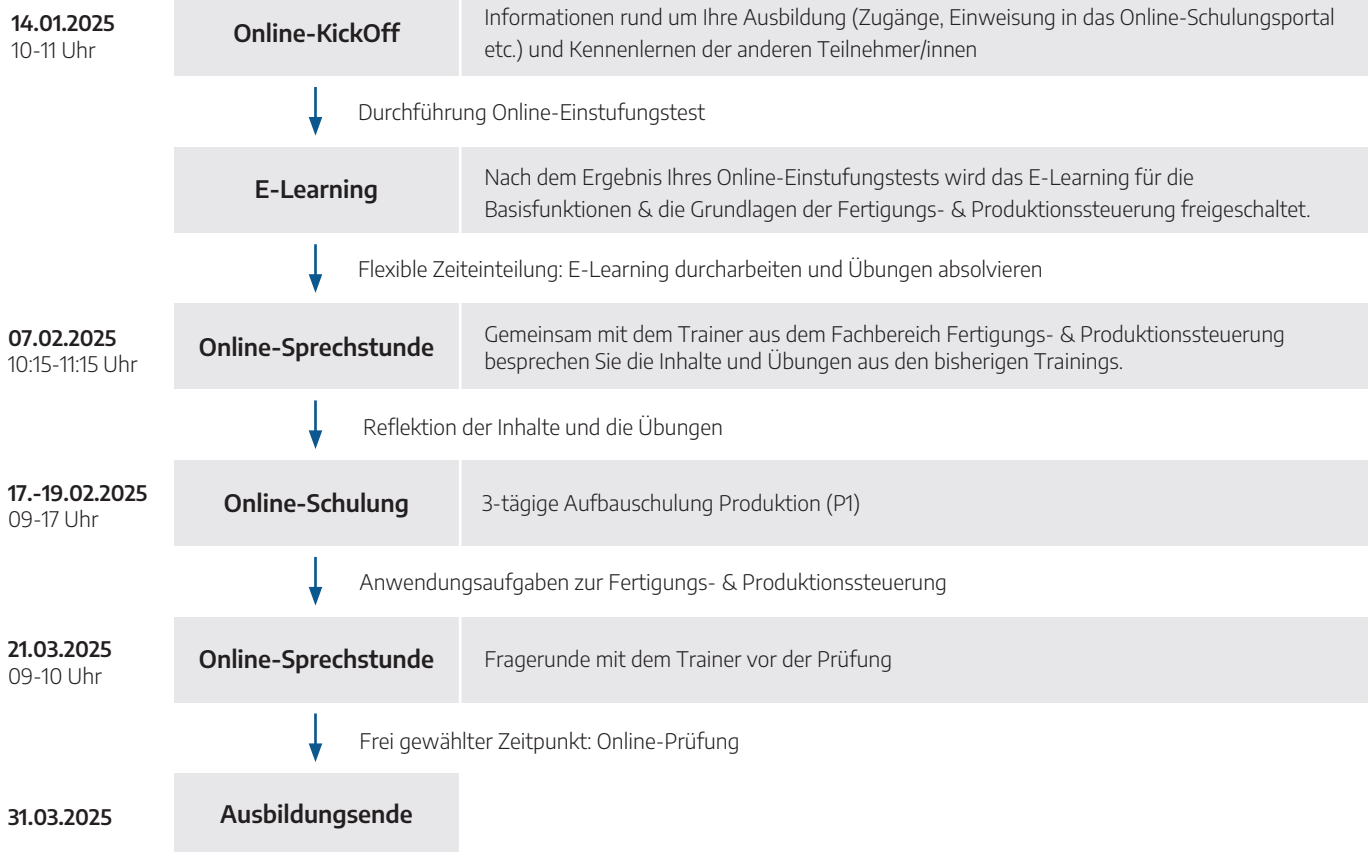 14.01.2025
10-11 Uhr
Online-KickOff
Informationen rund um Ihre Ausbildung (Zugänge, Einweisung in das Online-Schulungsportal
etc.) und Kennenlernen der anderen Teilnehmer/innen
Durchführung Online-Einstufungstest
E-Learning
Nach dem Ergebnis Ihres Online-Einstufungstests wird das E-Learning für die
Basisfunktionen & die Grundlagen der Fertigungs- & Produktionssteuerung freigeschaltet.
Flexible Zeiteinteilung: E-Learning durcharbeiten und Übungen absolvieren
07.02.2025
10:15-11:15 Uhr
Online-Sprechstunde
Gemeinsam mit dem Trainer aus dem Fachbereich Fertigungs- & Produktionssteuerung
besprechen Sie die Inhalte und Übungen aus den bisherigen Trainings.
Reflektion der Inhalte und die Übungen
17.-19.02.2025
09-17 Uhr
Online-Schulung
3-tägige Aufbauschulung Produktion (P1)
Anwendungsaufgaben zur Fertigungs- & Produktionssteuerung
21.03.2025
09-10 Uhr
Online-Sprechstunde
Fragerunde mit dem Trainer vor der Prüfung
Frei gewählter Zeitpunkt: Online-Prüfung
31.03.2025
Ausbildungsende